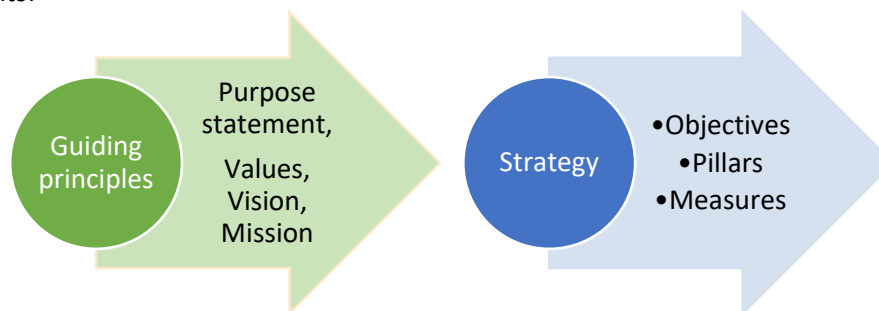 Guiding
principles
Purpose
statement,
Values,
Vision,
Mission
Strategy
•Objectives
•Pillars
•Measures